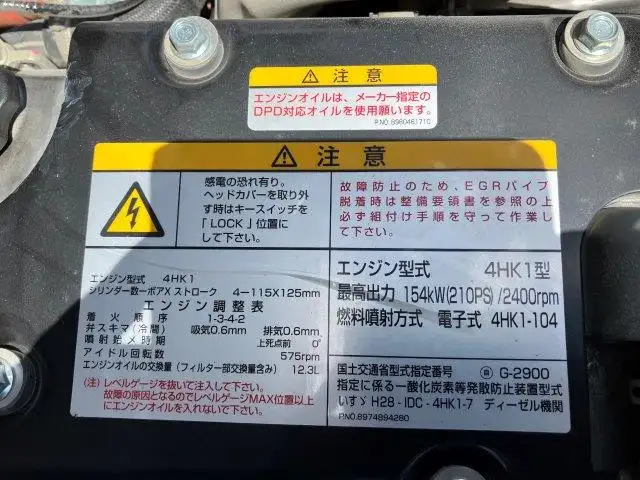 ⚠ 注意
エンジンオイルは、メーカー指定の
DPD対応オイルを使用願います。
P.NO.8980461710
⚠ 注意
感電の恐れ有り。
ヘッドカバーを取り外
す時はキースイッチを
「LOCK」位置に
して下さい。
故障防止のため、EGRパイプ
脱着時は整備要領書を参照の上
必ず組付け手順を守って作業し
て下さい。
エンジン型式 4HK1
シリンダ数ーボアXストローク 4ー115X125mm
エンジン調整表
着火順序 1-3-4-2
弁スキマ(冷間) 吸気0.6mm 排気0.6mm
噴射始メ時期 上死点前 0°
アイドル回転数 575rpm
エンジンオイルの交換量(フィルター部交換量含み) 12.3L
(注)レベルゲージを抜いて注入して下さい。
故障の原因となるのでレベルゲージMAX位置以上
にエンジンオイルを入れないで下さい。
エンジン型式 4HK1型
最高出力 154kW(210PS)/2400rpm
燃料噴射方式 電子式 4HK1-104
国土交通省型式指定番号 G-2900
指定に係る一酸化炭素等発散防止装置型式
いすゞ H28-IDC-4HK1-7 ディーゼル機関
P.NO.8974894280